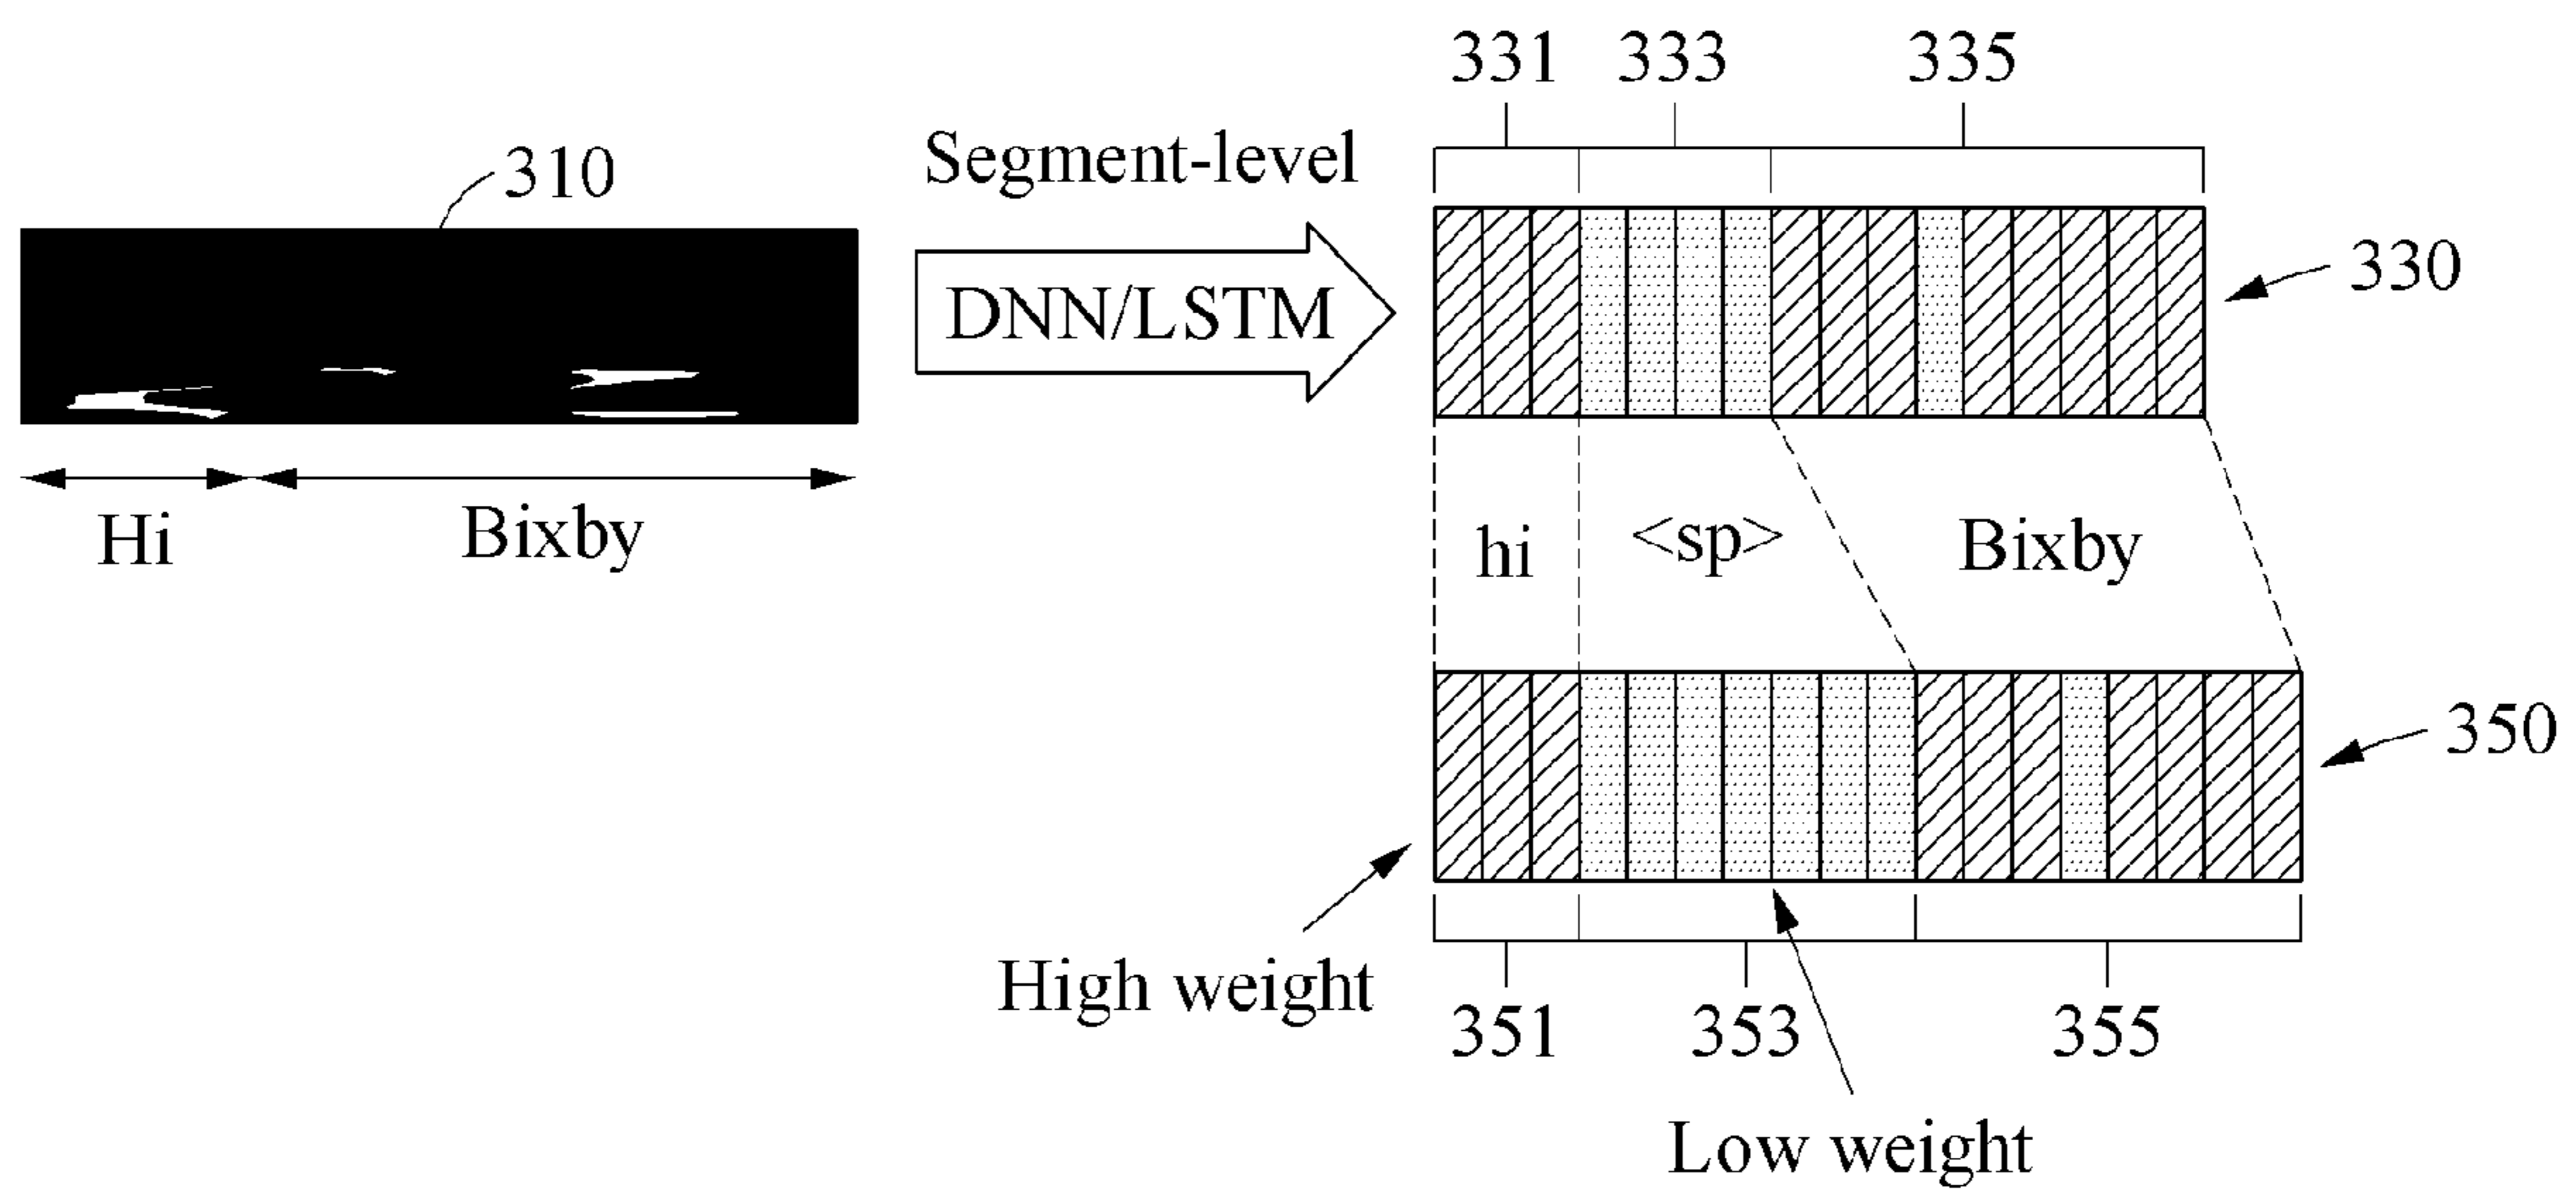 331 333 335
310
Segment-level
DNN/LSTM
330
Hi Bixby
hi <sp> Bixby
350
High weight
351 353 355
Low weight